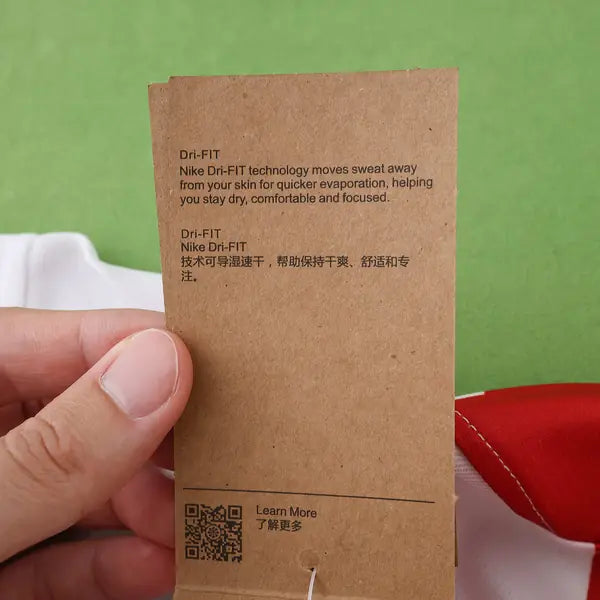 Dri-FIT
Nike Dri-FIT technology moves sweat away
from your skin for quicker evaporation, helping
you stay dry, comfortable and focused.
Dri-FIT
Nike Dri-FIT
技术可导湿速干，帮助保持干爽、舒适和专
注。
Learn More
了解更多